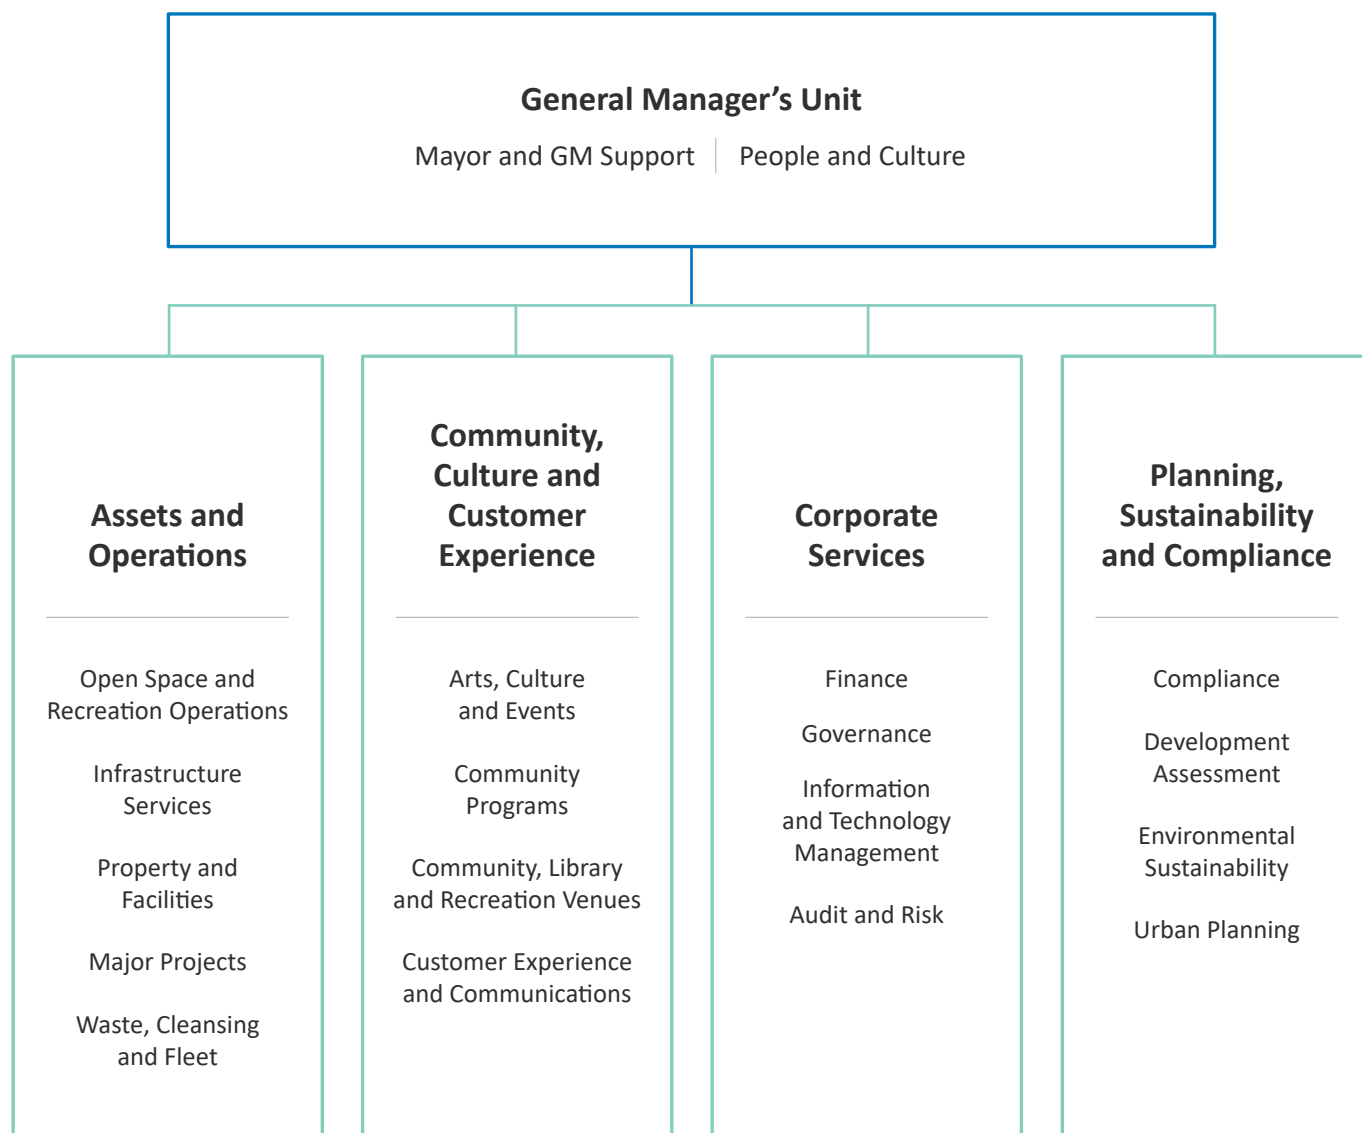 General Manager’s Unit
Mayor and GM Support | People and Culture
Assets and
Operations
Open Space and
Recreation Operations
Infrastructure
Services
Property and
Facilities
Major Projects
Waste, Cleansing
and Fleet
Community,
Culture and
Customer
Experience
Arts, Culture
and Events
Community
Programs
Community, Library
and Recreation Venues
Customer Experience
and Communications
Corporate
Services
Finance
Governance
Information
and Technology
Management
Audit and Risk
Planning,
Sustainability
and Compliance
Compliance
Development
Assessment
Environmental
Sustainability
Urban Planning